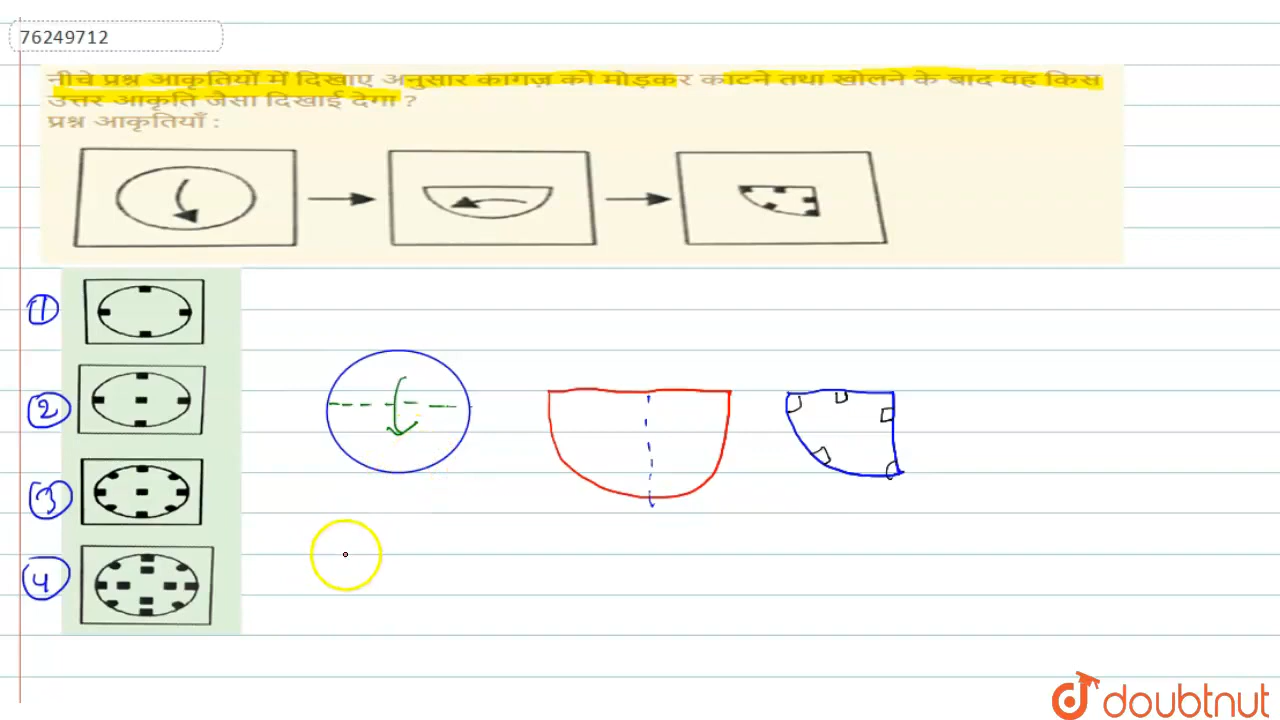 76249712
नीचे प्रश्न आकृतियों में दिखाए अनुसार कागज़ को मोड़कर काटने तथा खोलने के बाद वह किस
उत्तर आकृति जैसा दिखाई देगा ?
प्रश्न आकृतियाँ :
1
2
3
4
doubtnut